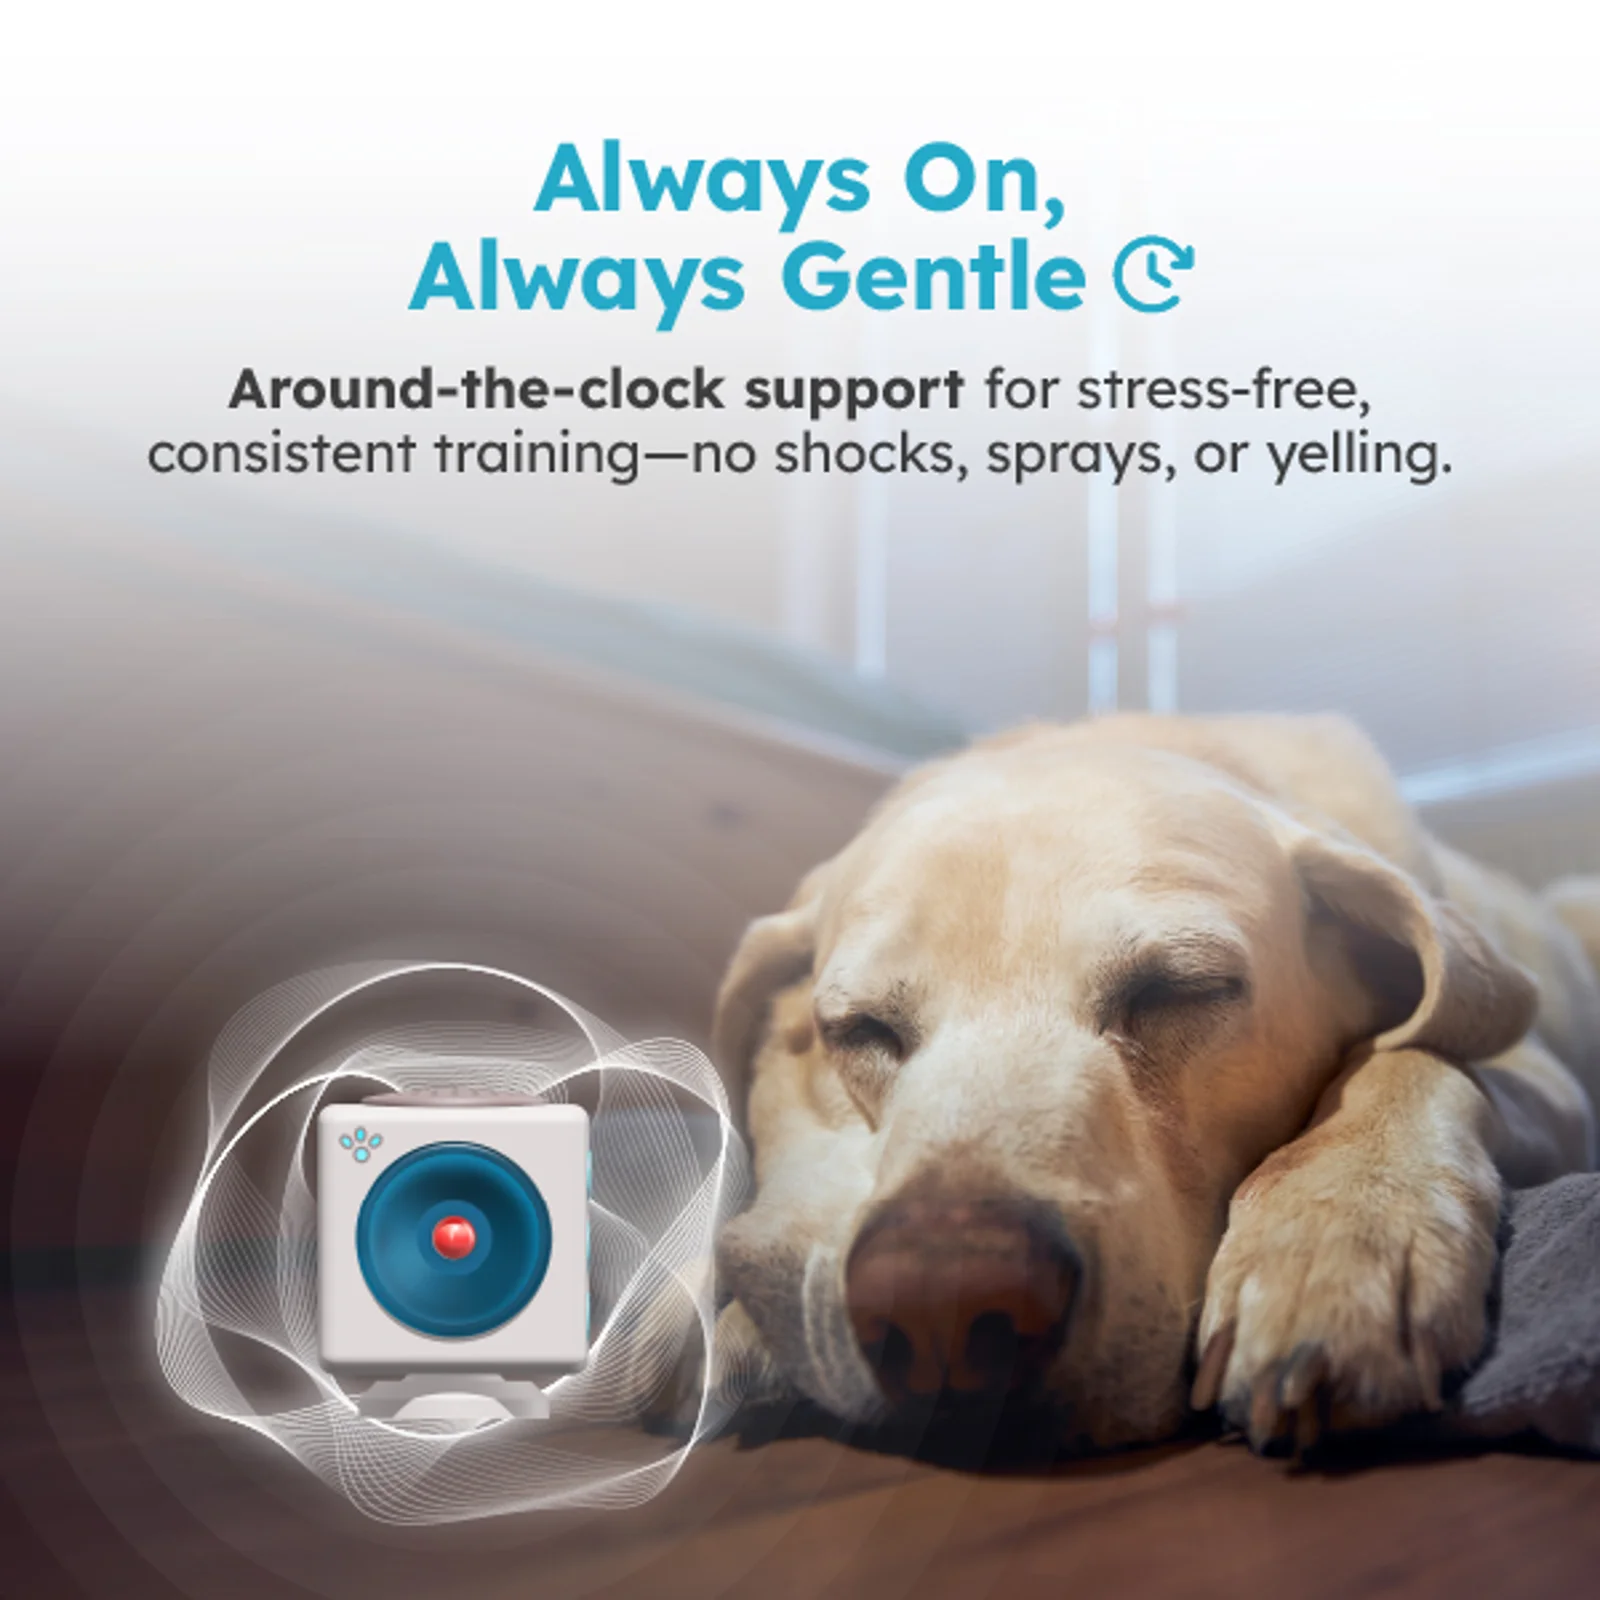 Always On,
Always Gentle
Around-the-clock support for stress-free,
consistent training—no shocks, sprays, or yelling.